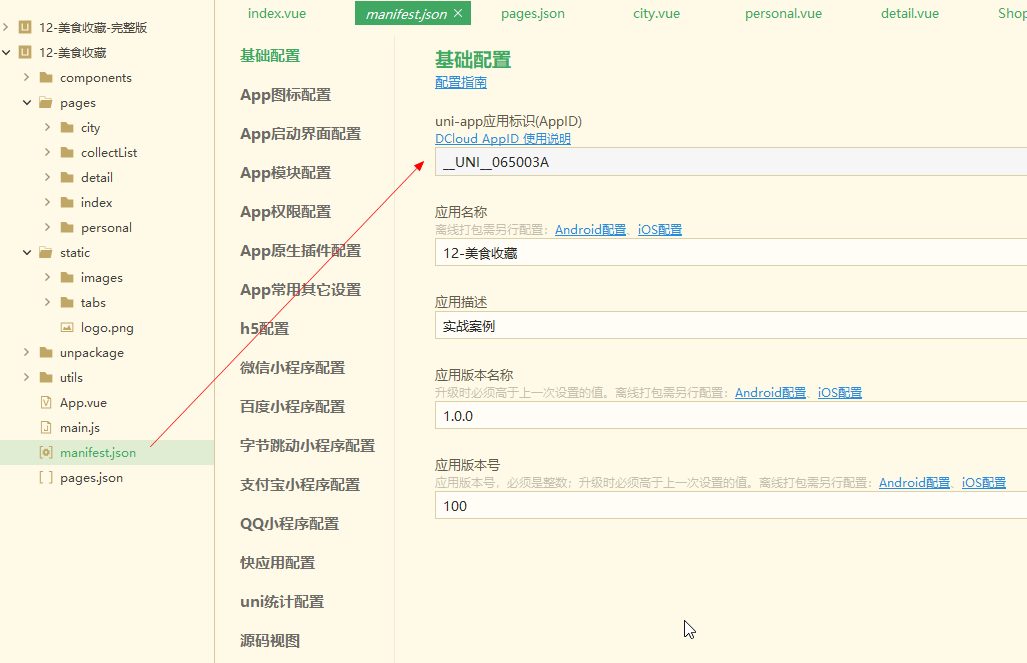 index.vue
manifest.json
pages.json
city.vue
personal.vue
detail.vue
Shop
12-美食收藏-完整版
12-美食收藏
components
pages
city
collectList
detail
index
personal
static
images
tabs
logo.png
unpackage
utils
App.vue
main.js
manifest.json
pages.json
基础配置
App图标配置
App启动界面配置
App模块配置
App权限配置
App原生插件配置
App常用其它设置
h5配置
微信小程序配置
百度小程序配置
字节跳动小程序配置
支付宝小程序配置
QQ小程序配置
快应用配置
uni统计配置
源码视图
基础配置
配置指南
uni-app应用标识(AppID)
DCloud AppID 使用说明
__UNI__065003A
应用名称
离线打包需另行配置：Android配置、iOS配置
12-美食收藏
应用描述
实战案例
应用版本名称
升级时必须高于上一次设置的值。离线打包需另行配置：Android配置、iOS配置
1.0.0
应用版本号
应用版本号，必须是整数；升级时必须高于上一次设置的值。离线打包需另行配置：Android配置、iOS配置
100